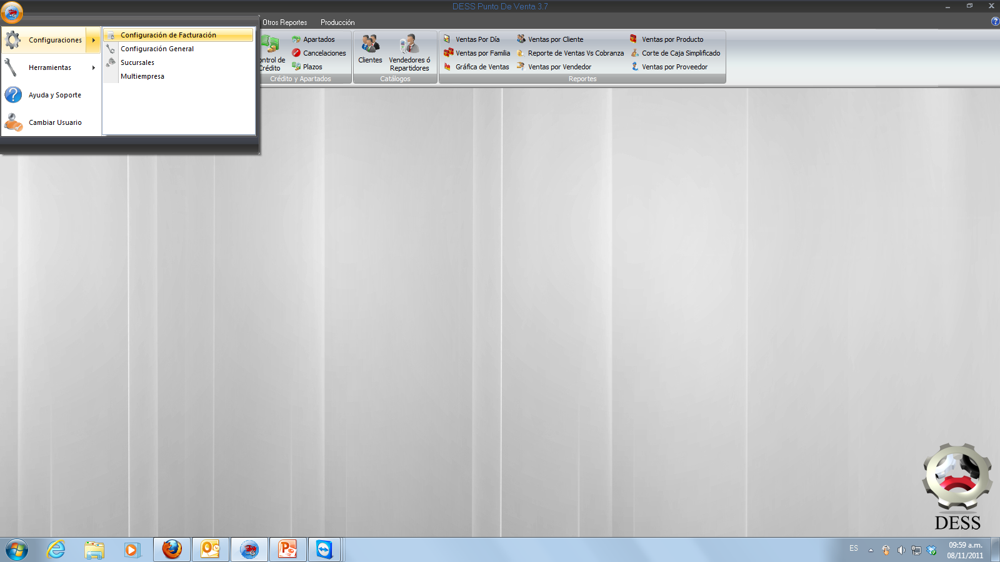 DESS Punto De Venta 3.7
Otros Reportes
Producción
Configuraciones
Herramientas
Ayuda y Soporte
Cambiar Usuario
Configuración de Facturación
Configuración General
Sucursales
Multiempresa
Crédito
Apartados
Cancelaciones
Plazos
Crédito y Apartados
Clientes
Vendedores ó
Repartidores
Catálogos
Ventas Por Día
Ventas por Familia
Gráfica de Ventas
Ventas por Cliente
Reporte de Ventas Vs Cobranza
Ventas por Vendedor
Ventas por Producto
Corte de Caja Simplificado
Ventas por Proveedor
Reportes
DESS
ES
09:59 a.m.
08/11/2011